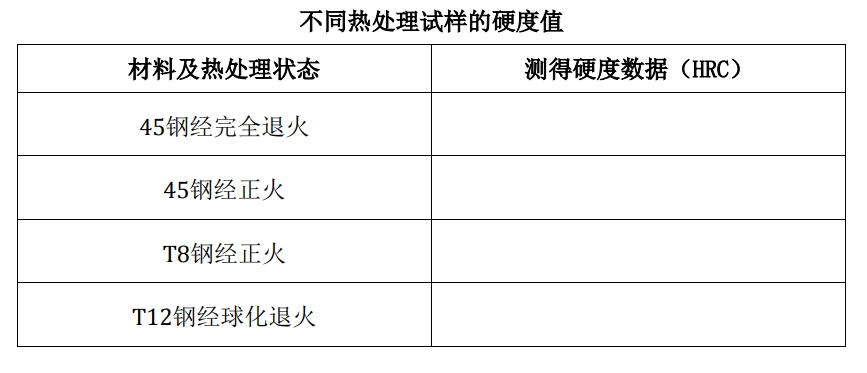 不同热处理试样的硬度值
材料及热处理状态 测得硬度数据（HRC）
45钢经完全退火
45钢经正火
T8钢经正火
T12钢经球化退火